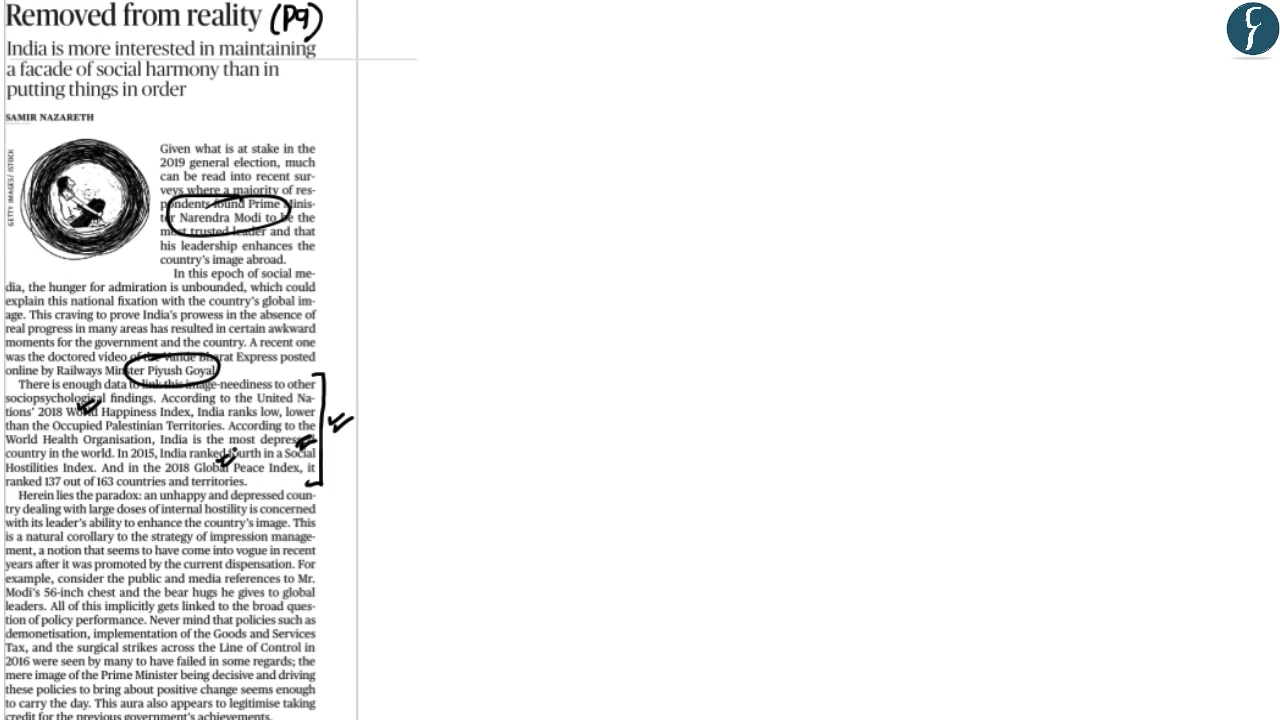 Removed from reality (P9)
India is more interested in maintaining
a facade of social harmony than in
putting things in order
SAMIR NAZARETH
GETTY IMAGES/ ISTOCK
Given what is at stake in the
2019 general election, much
can be read into recent sur-
veys where a majority of res-
pondents found Prime Minis-
ter Narendra Modi to be the
most trusted leader and that
his leadership enhances the
country's image abroad.
In this epoch of social me-
dia, the hunger for admiration is unbounded, which could
explain this national fixation with the country's global im-
age. This craving to prove India's prowess in the absence of
real progress in many areas has resulted in certain awkward
moments for the government and the country. A recent one
was the doctored video of the Vande Bharat Express posted
online by Railways Minster Piyush Goyal.
There is enough data to link this image-neediness to other
sociopsychological findings. According to the United Na-
tions' 2018 World Happiness Index, India ranks low, lower
than the Occupied Palestinian Territories. According to the
World Health Organisation, India is the most depressed
country in the world. In 2015, India ranked fourth in a Social
Hostilities Index. And in the 2018 Global Peace Index, it
ranked 137 out of 163 countries and territories.
Herein lies the paradox: an unhappy and depressed coun-
try dealing with large doses of internal hostility is concerned
with its leader's ability to enhance the country's image. This
is a natural corollary to the strategy of impression manage-
ment, a notion that seems to have come into vogue in recent
years after it was promoted by the current dispensation. For
example, consider the public and media references to Mr.
Modi's 56-inch chest and the bear hugs he gives to global
leaders. All of this implicitly gets linked to the broad ques-
tion of policy performance. Never mind that policies such as
demonetisation, implementation of the Goods and Services
Tax, and the surgical strikes across the Line of Control in
2016 were seen by many to have failed in some regards; the
mere image of the Prime Minister being decisive and driving
these policies to bring about positive change seems enough
to carry the day. This aura also appears to legitimise taking
credit for the previous government's achievements.